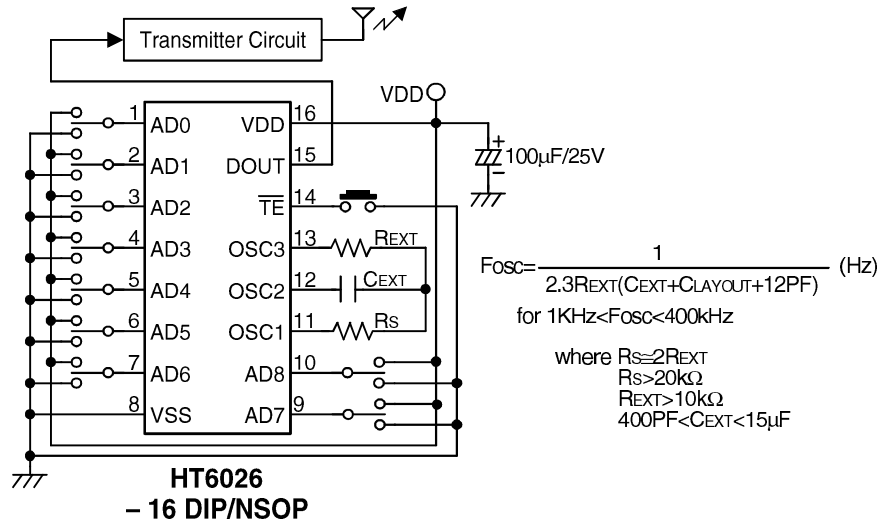 Transmitter Circuit
VDD
1 AD0 VDD 16
2 AD1 DOUT 15
100µF/25V
+
−
3 AD2 TE 14
4 AD3 OSC3 13 REXT
5 AD4 OSC2 12 CEXT
6 AD5 OSC1 11 RS
7 AD6 AD8 10
8 VSS AD7 9
HT6026
– 16 DIP/NSOP
FOSC= 1 (Hz)
2.3REXT(CEXT+CLAYOUT+12PF)
for 1KHz<FOSC<400kHz
where RS≅2REXT
RS>20kΩ
REXT>10kΩ
400PF<CEXT<15µF